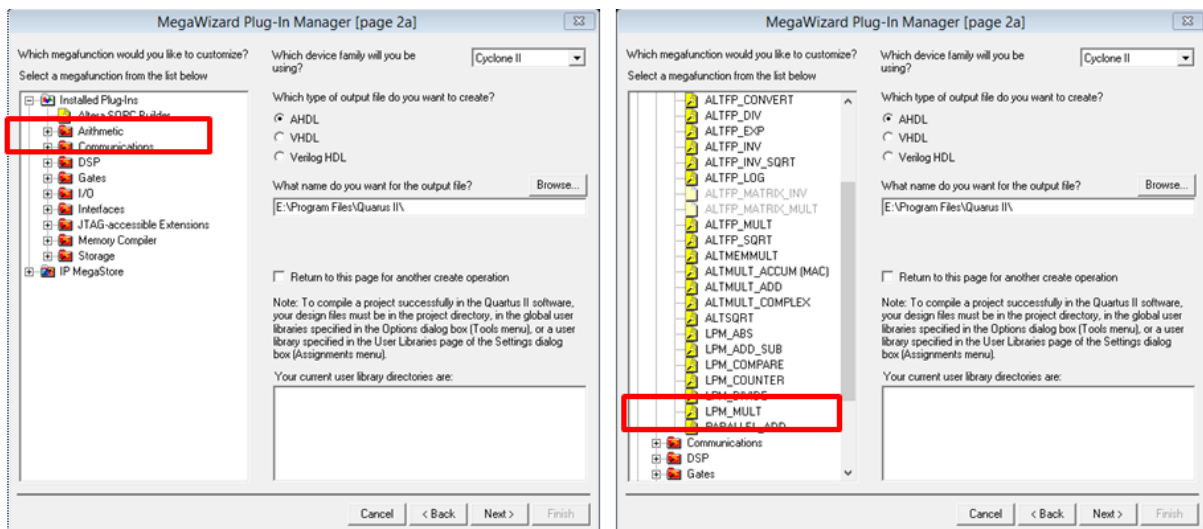 MegaWizard Plug-In Manager [page 2a]
Which megafunction would you like to customize?
Select a megafunction from the list below
Installed Plug-Ins
Altera SOPC Builder
Arithmetic
Communications
DSP
Gates
I/O
Interfaces
JTAG-accessible Extensions
Memory Compiler
Storage
IP MegaStore
Which device family will you be
using?
Cyclone II
Which type of output file do you want to create?
AHDL
VHDL
Verilog HDL
What name do you want for the output file?
Browse...
E:\Program Files\Quarus II\
Return to this page for another create operation
Note: To compile a project successfully in the Quartus II software,
your design files must be in the project directory, in the global user
libraries specified in the Options dialog box (Tools menu), or a user
library specified in the User Libraries page of the Settings dialog
box (Assignments menu).
Your current user library directories are:
Cancel
< Back
Next >
Finish
MegaWizard Plug-In Manager [page 2a]
Which megafunction would you like to customize?
Select a megafunction from the list below
ALTFP_CONVERT
ALTFP_DIV
ALTFP_EXP
ALTFP_INV
ALTFP_INV_SQRT
ALTFP_LOG
ALTFP_MATRIX_INV
ALTFP_MATRIX_MULT
ALTFP_MULT
ALTFP_SQRT
ALTMEMMULT
ALTMULT_ACCUM (MAC)
ALTMULT_ADD
ALTMULT_COMPLEX
ALTSQRT
LPM_ABS
LPM_ADD_SUB
LPM_COMPARE
LPM_COUNTER
LPM_DIVIDE
LPM_MULT
PARALLEL_ADD
Communications
DSP
Gates
Which device family will you be
using?
Cyclone II
Which type of output file do you want to create?
AHDL
VHDL
Verilog HDL
What name do you want for the output file?
Browse...
E:\Program Files\Quarus II\
Return to this page for another create operation
Note: To compile a project successfully in the Quartus II software,
your design files must be in the project directory, in the global user
libraries specified in the Options dialog box (Tools menu), or a user
library specified in the User Libraries page of the Settings dialog
box (Assignments menu).
Your current user library directories are:
Cancel
< Back
Next >
Finish